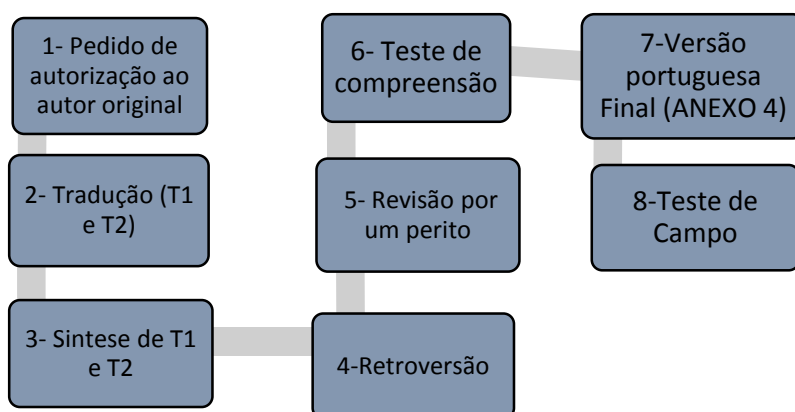 1- Pedido de
autorização ao
autor original
2- Tradução (T1
e T2)
3- Sintese de T1
e T2
4-Retroversão
5- Revisão por
um perito
6- Teste de
compreensão
7-Versão
portuguesa
Final (ANEXO 4)
8-Teste de
Campo